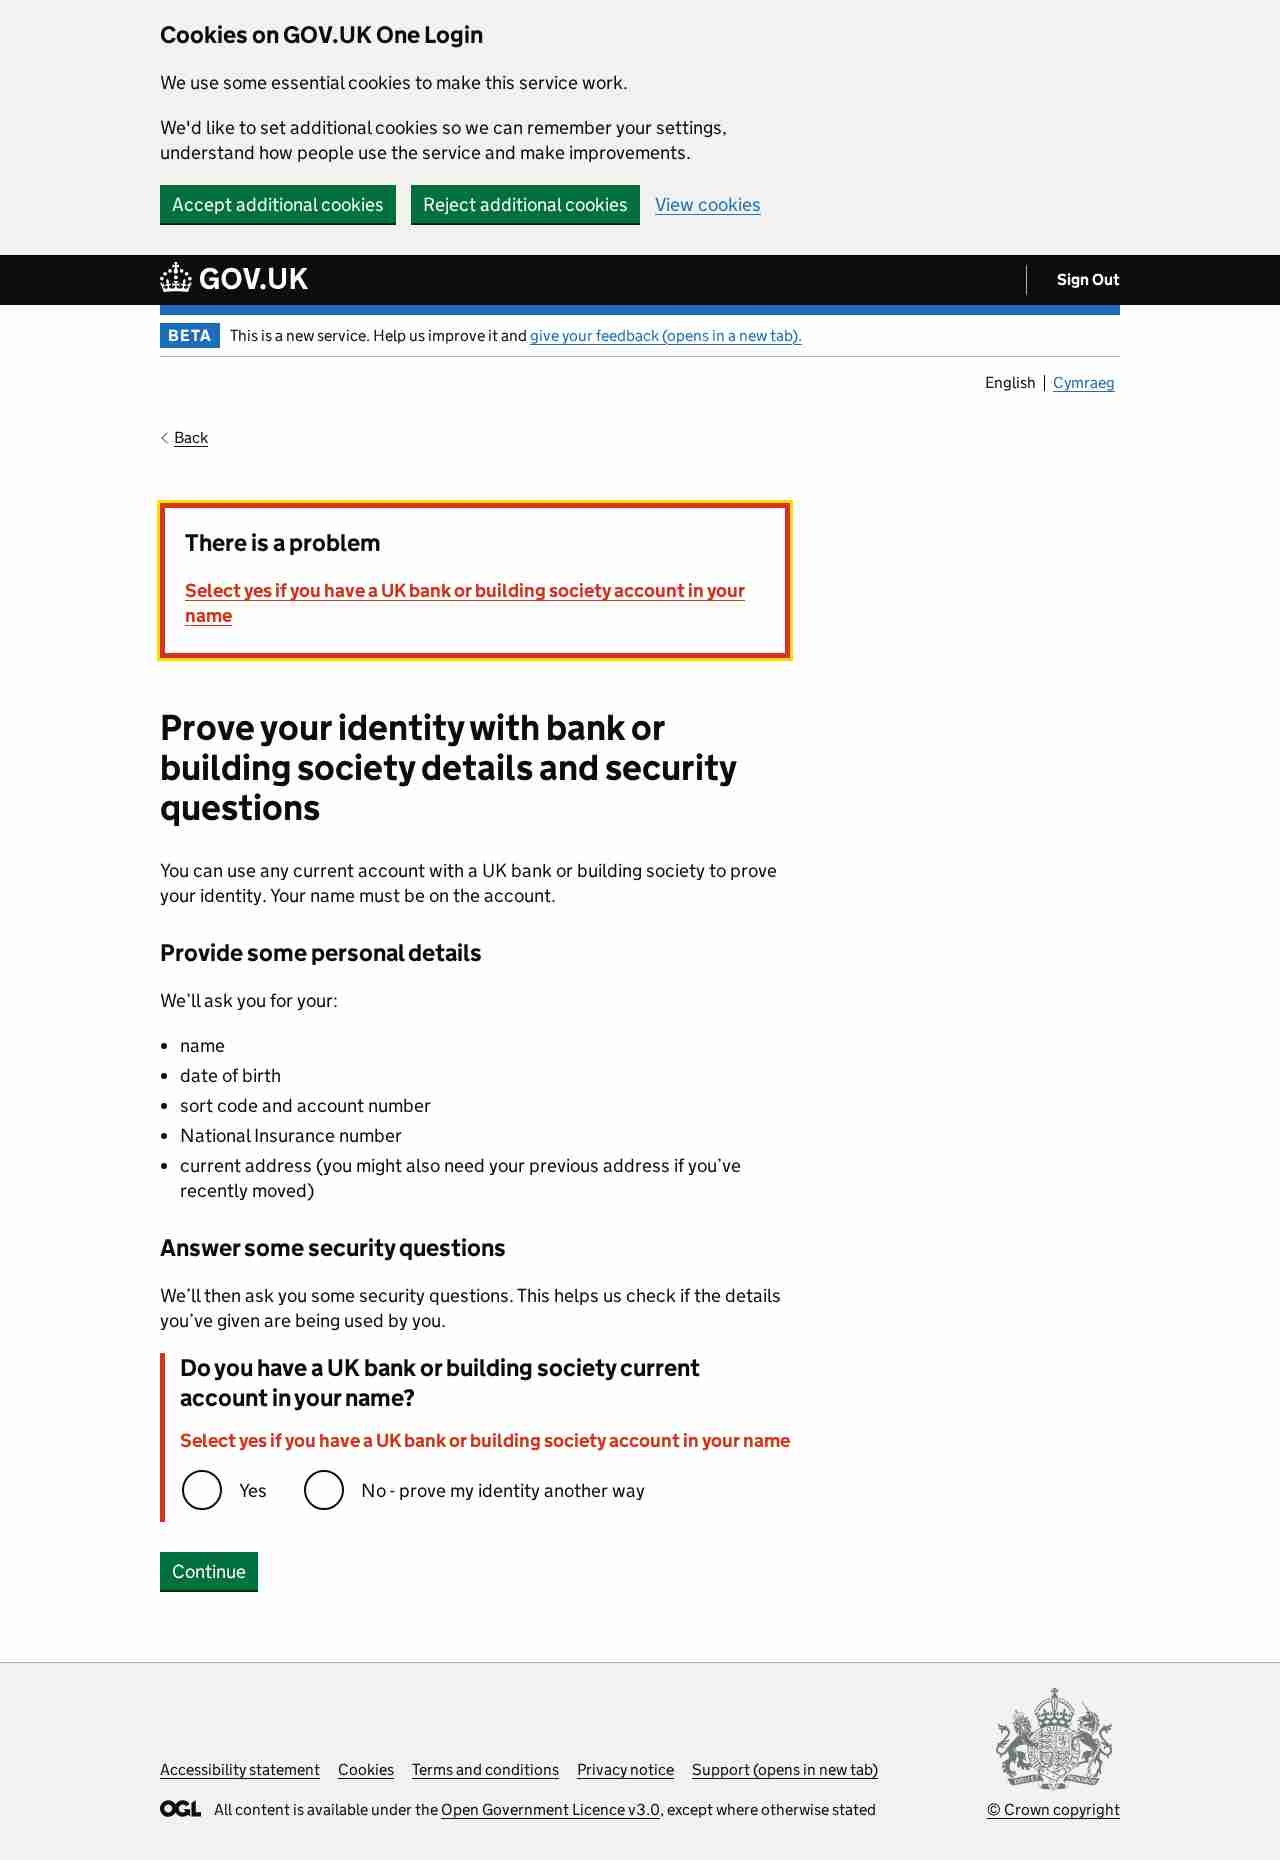 Cookies on GOV.UK One Login
We use some essential cookies to make this service work.
We'd like to set additional cookies so we can remember your settings,
understand how people use the service and make improvements.
Accept additional cookies Reject additional cookies View cookies
GOV.UK Sign Out
BETA This is a new service. Help us improve it and give your feedback (opens in a new tab).
English | Cymraeg
Back
There is a problem
Select yes if you have a UK bank or building society account in your
name
Prove your identity with bank or
building society details and security
questions
You can use any current account with a UK bank or building society to prove
your identity. Your name must be on the account.
Provide some personal details
We’ll ask you for your:
• name
• date of birth
• sort code and account number
• National Insurance number
• current address (you might also need your previous address if you’ve
recently moved)
Answer some security questions
We’ll then ask you some security questions. This helps us check if the details
you’ve given are being used by you.
Do you have a UK bank or building society current
account in your name?
Select yes if you have a UK bank or building society account in your name
Yes No - prove my identity another way
Continue
Accessibility statement Cookies Terms and conditions Privacy notice Support (opens in new tab)
OGL All content is available under the Open Government Licence v3.0, except where otherwise stated © Crown copyright